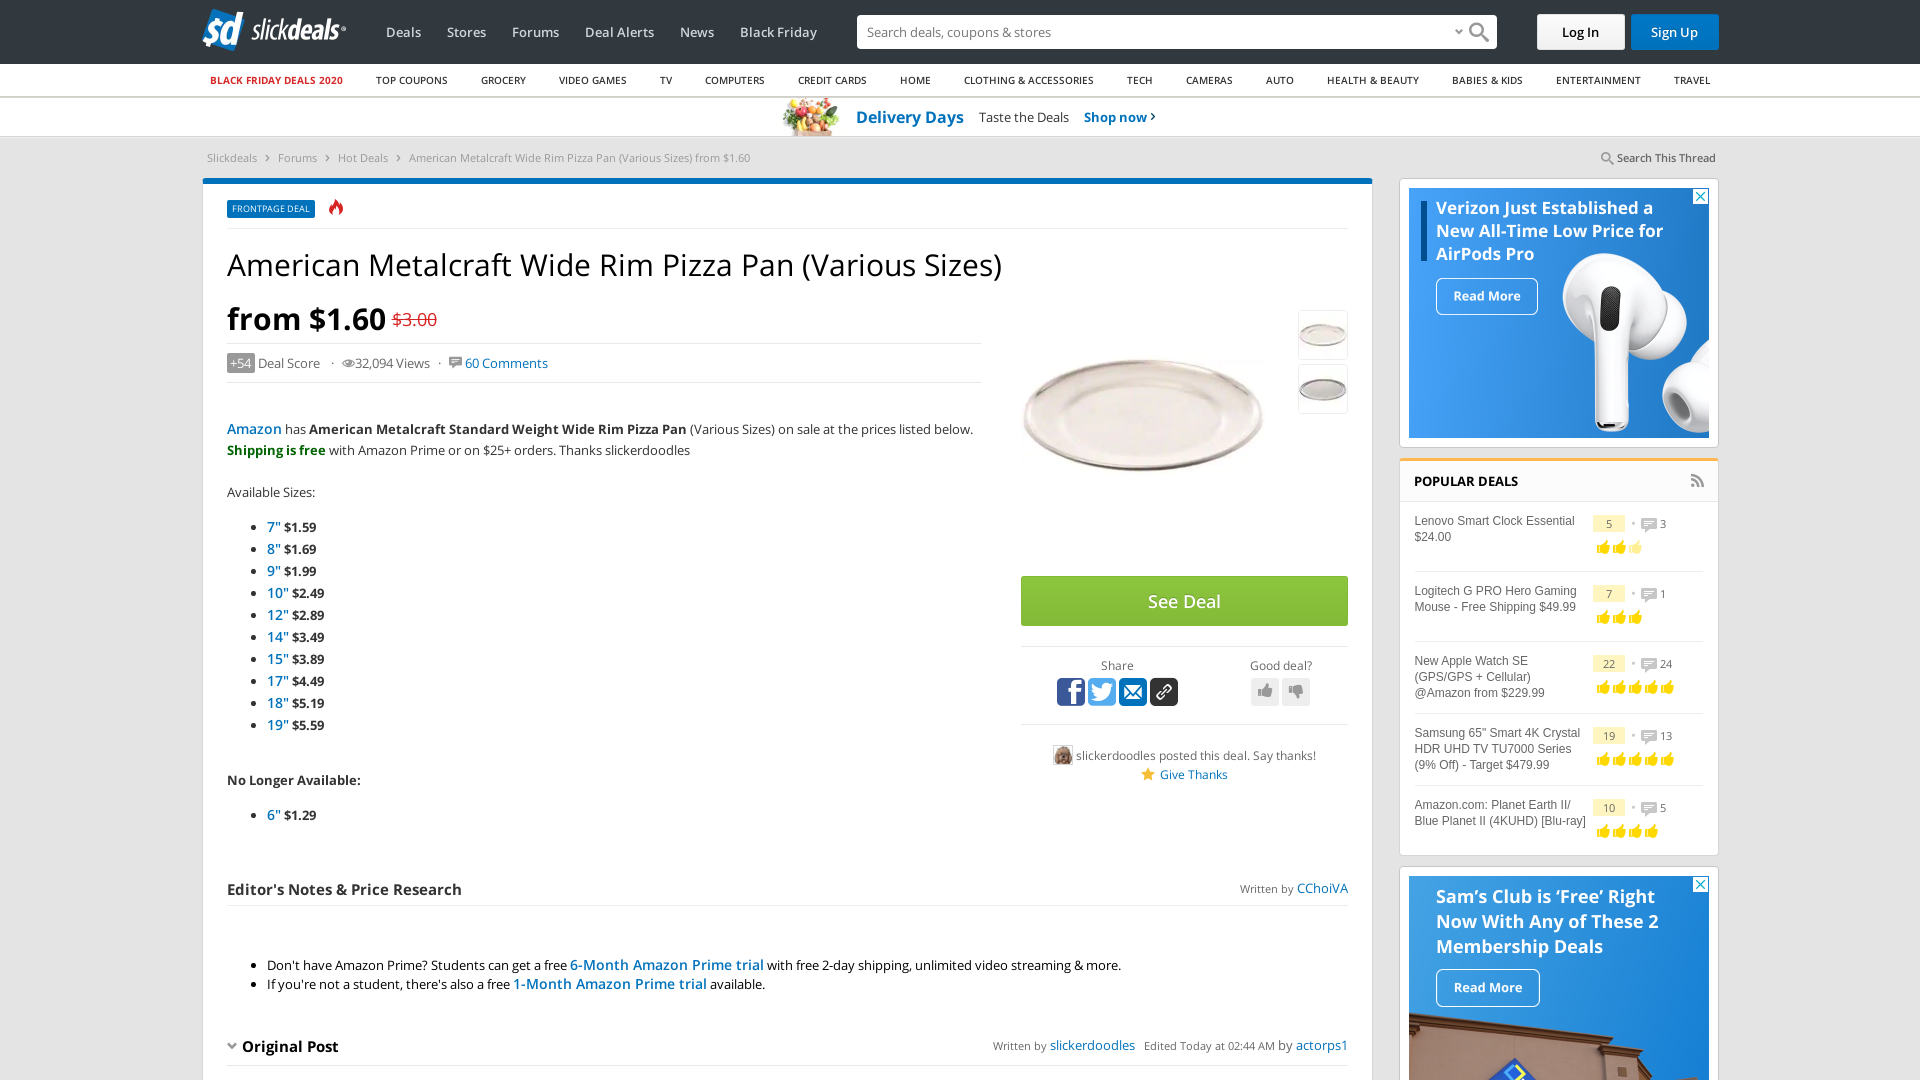 slickdeals
Deals
Stores
Forums
Deal Alerts
News
Black Friday
Search deals, coupons & stores
Log In
Sign Up
BLACK FRIDAY DEALS 2020
TOP COUPONS
GROCERY
VIDEO GAMES
TV
COMPUTERS
CREDIT CARDS
HOME
CLOTHING & ACCESSORIES
TECH
CAMERAS
AUTO
HEALTH & BEAUTY
BABIES & KIDS
ENTERTAINMENT
TRAVEL
Delivery Days Taste the Deals Shop now ›
Slickdeals › Forums › Hot Deals › American Metalcraft Wide Rim Pizza Pan (Various Sizes) from $1.60
Search This Thread
FRONTPAGE DEAL
American Metalcraft Wide Rim Pizza Pan (Various Sizes)
from $1.60 $3.00
+54 Deal Score · 32,094 Views · 60 Comments
Amazon has American Metalcraft Standard Weight Wide Rim Pizza Pan (Various Sizes) on sale at the prices listed below.
Shipping is free with Amazon Prime or on $25+ orders. Thanks slickerdoodles
Available Sizes:
7" $1.59
8" $1.69
9" $1.99
10" $2.49
12" $2.89
14" $3.49
15" $3.89
17" $4.49
18" $5.19
19" $5.59
No Longer Available:
6" $1.29
See Deal
Share
Good deal?
slickerdoodles posted this deal. Say thanks!
Give Thanks
Editor's Notes & Price Research
Written by CChoiVA
Don't have Amazon Prime? Students can get a free 6-Month Amazon Prime trial with free 2-day shipping, unlimited video streaming & more.
If you're not a student, there's also a free 1-Month Amazon Prime trial available.
Original Post
Written by slickerdoodles Edited Today at 02:44 AM by actorps1
Verizon Just Established a
New All-Time Low Price for
AirPods Pro
Read More
POPULAR DEALS
Lenovo Smart Clock Essential
$24.00
5 • 3
Logitech G PRO Hero Gaming
Mouse - Free Shipping $49.99
7 • 1
New Apple Watch SE
(GPS/GPS + Cellular)
@Amazon from $229.99
22 • 24
Samsung 65" Smart 4K Crystal
HDR UHD TV TU7000 Series
(9% Off) - Target $479.99
19 • 13
Amazon.com: Planet Earth II/
Blue Planet II (4KUHD) [Blu-ray]
10 • 5
Sam's Club is ‘Free’ Right
Now With Any of These 2
Membership Deals
Read More